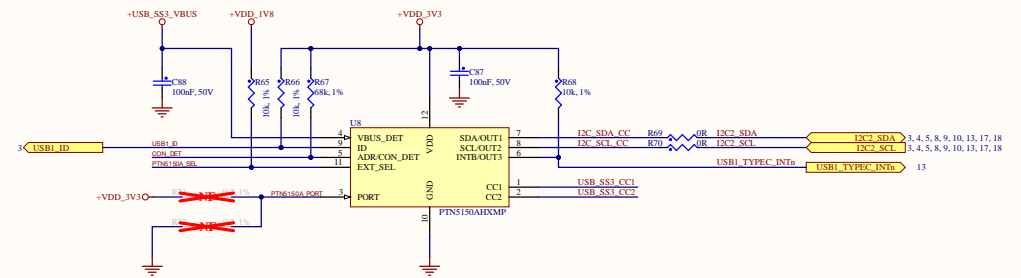 +USB_SS3_VBUS
+VDD_1V8
+VDD_3V3
C88
100nF, 50V
R65
10k, 1%
R66
10k, 1%
R67
68k, 1%
C87
100nF, 50V
R68
10k, 1%
U8
12
VDD
4 VBUS_DET
SDA/OUT1 7 I2C_SDA_CC R69 0R I2C2_SDA I2C2_SDA 3, 4, 5, 8, 9, 10, 13, 17, 18
3 USB1_ID USB1_ID 9 ID
SCL/OUT2 8 I2C_SCL_CC R70 0R I2C2_SCL I2C2_SCL 3, 4, 5, 8, 9, 10, 13, 17, 18
CON_DET 5 ADR/CON_DET
INTB/OUT3 6
PTN5150A_SEL 11 EXT_SEL
USB1_TYPEC_INTn USB1_TYPEC_INTn 13
CC1 1 USB_SS3_CC1
+VDD_3V3 NF 1% PTN5150A_PORT 3 PORT
CC2 2 USB_SS3_CC2
GND
10
PTN5150AHXMP
NF 1%